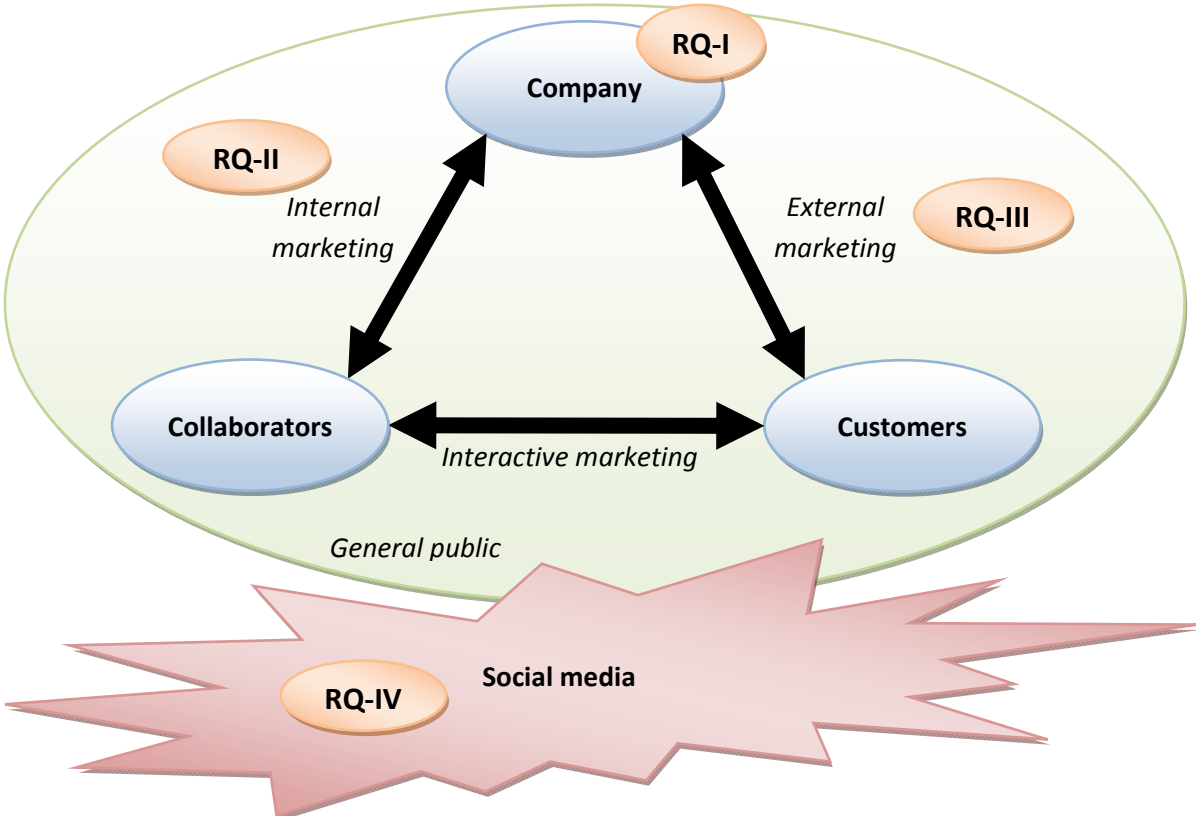 RQ-I
Company
RQ-II
Internal
marketing
External
marketing
RQ-III
Collaborators
Customers
Interactive marketing
General public
Social media
RQ-IV